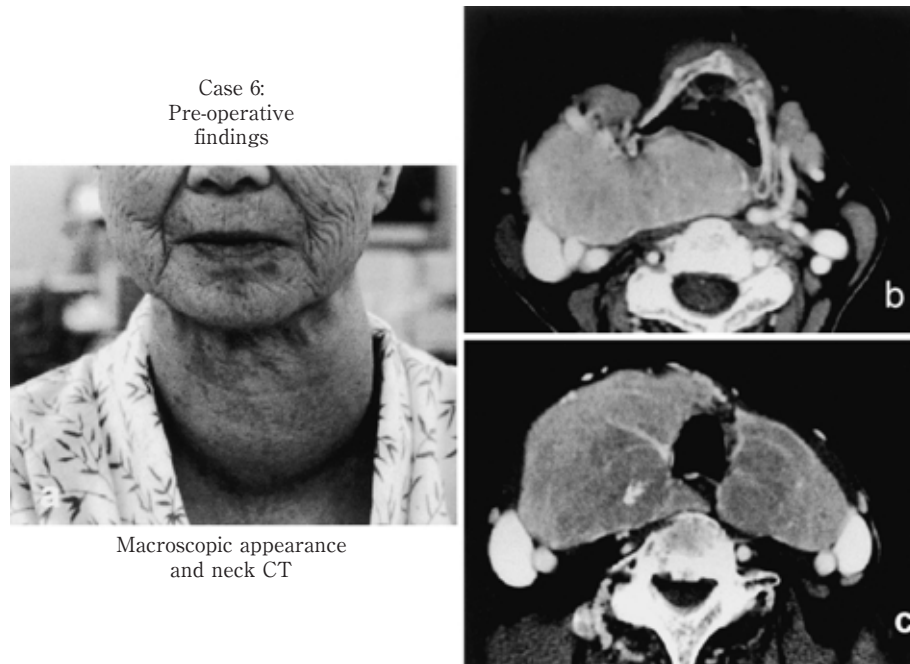 Case 6:
Pre-operative
findings
a
Macroscopic appearance
and neck CT
b
c